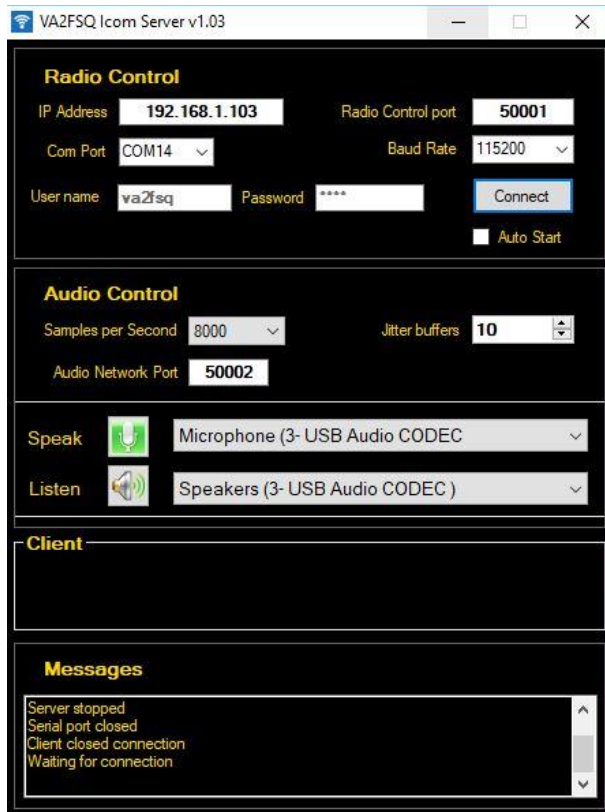 VA2FSQ Icom Server v1.03
Radio Control
IP Address 192.168.1.103 Radio Control port 50001
Com Port COM14 Baud Rate 115200
User name va2fsq Password **** Connect
Auto Start
Audio Control
Samples per Second 8000 Jitter buffers 10
Audio Network Port 50002
Speak Microphone (3- USB Audio CODEC
Listen Speakers (3- USB Audio CODEC )
Client
Messages
Server stopped
Serial port closed
Client closed connection
Waiting for connection